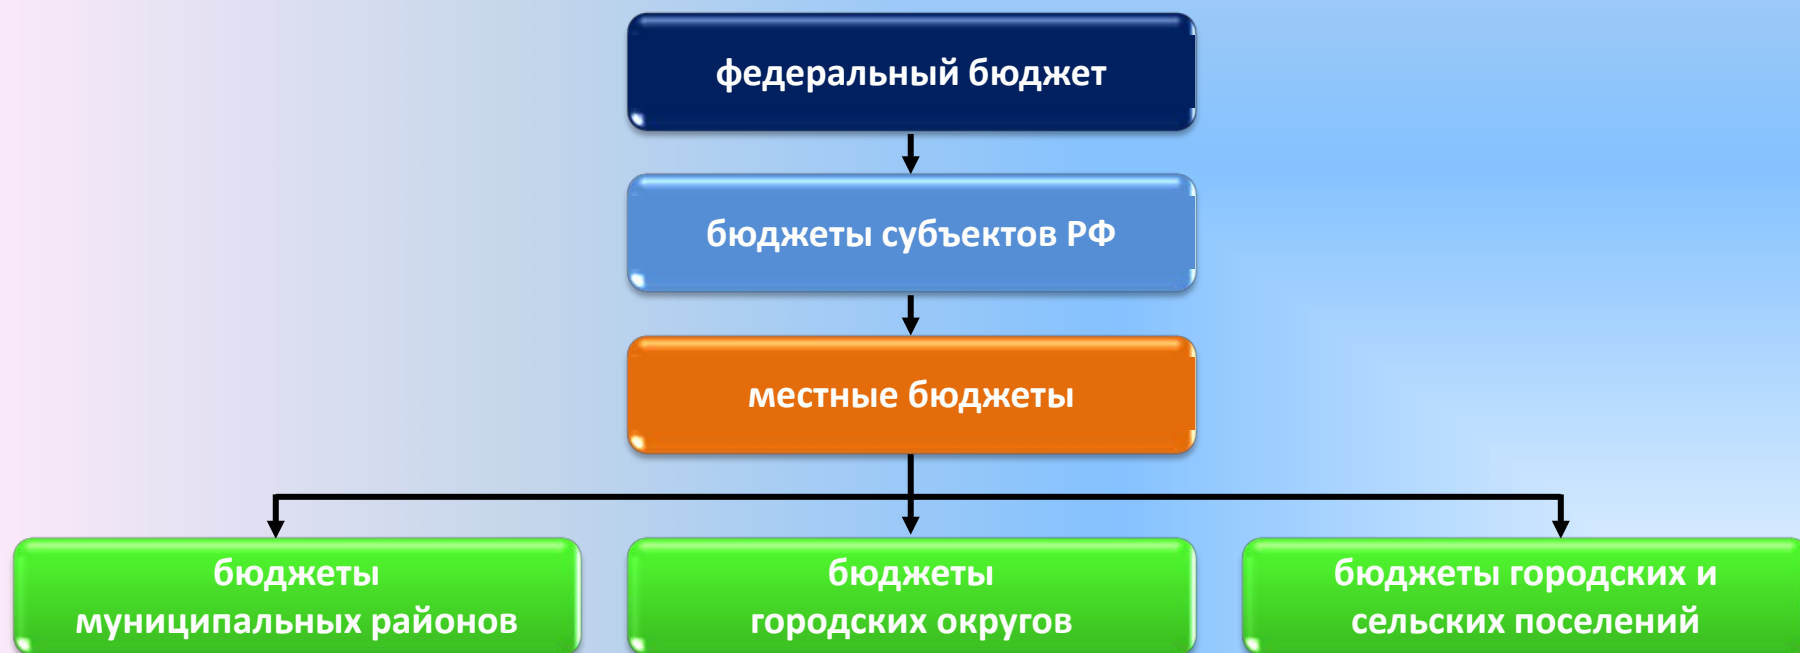 федеральный бюджет
бюджеты субъектов РФ
местные бюджеты
бюджеты
муниципальных районов
бюджеты
городских округов
бюджеты городских и
сельских поселений